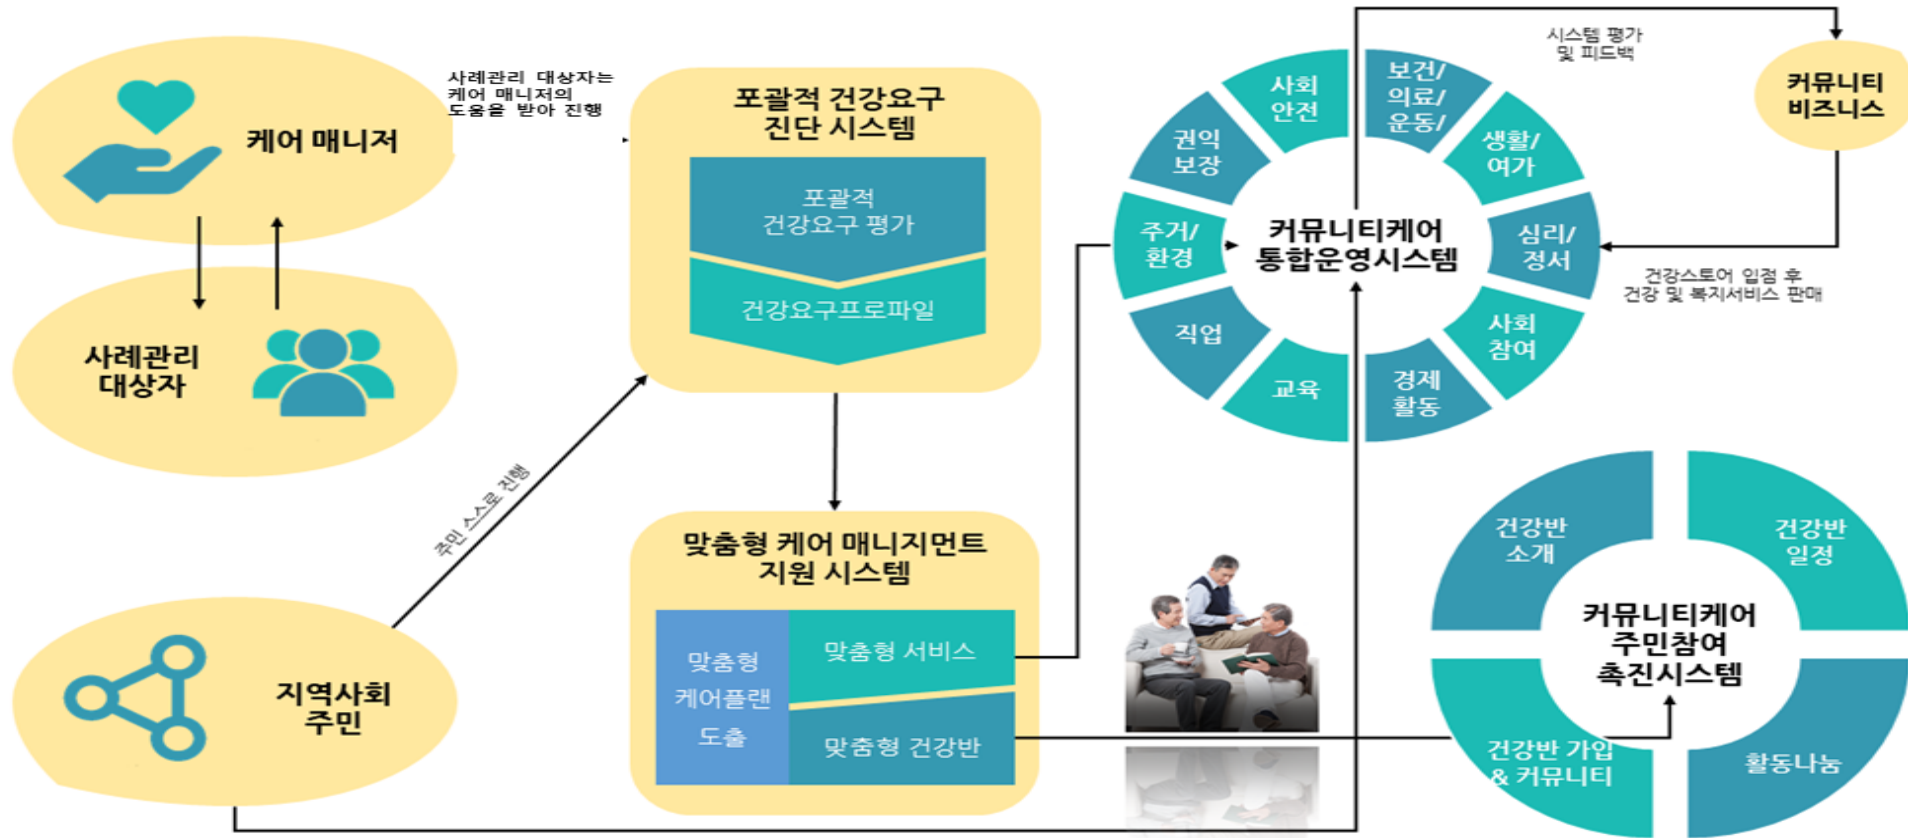 케어 매니저
사례관리
대상자
지역사회
주민
사례관리 대상자는
케어 매니저의
도움을 받아 진행
주민 스스로 진행
포괄적 건강요구
진단 시스템
포괄적
건강요구 평가
건강요구프로파일
맞춤형 케어 매니지먼트
지원 시스템
맞춤형
케어플랜
도출
맞춤형 서비스
맞춤형 건강반
사회
안전
보건/
의료/
운동/
생활/
여가
심리/
정서
사회
참여
경제
활동
교육
직업
주거/
환경
권익
보장
커뮤니티케어
통합운영시스템
시스템 평가
및 피드백
커뮤니티
비즈니스
건강스토어 입점 후
건강 및 복지서비스 판매
건강반
소개
건강반
일정
커뮤니티케어
주민참여
촉진시스템
건강반 가입
& 커뮤니티
활동나눔